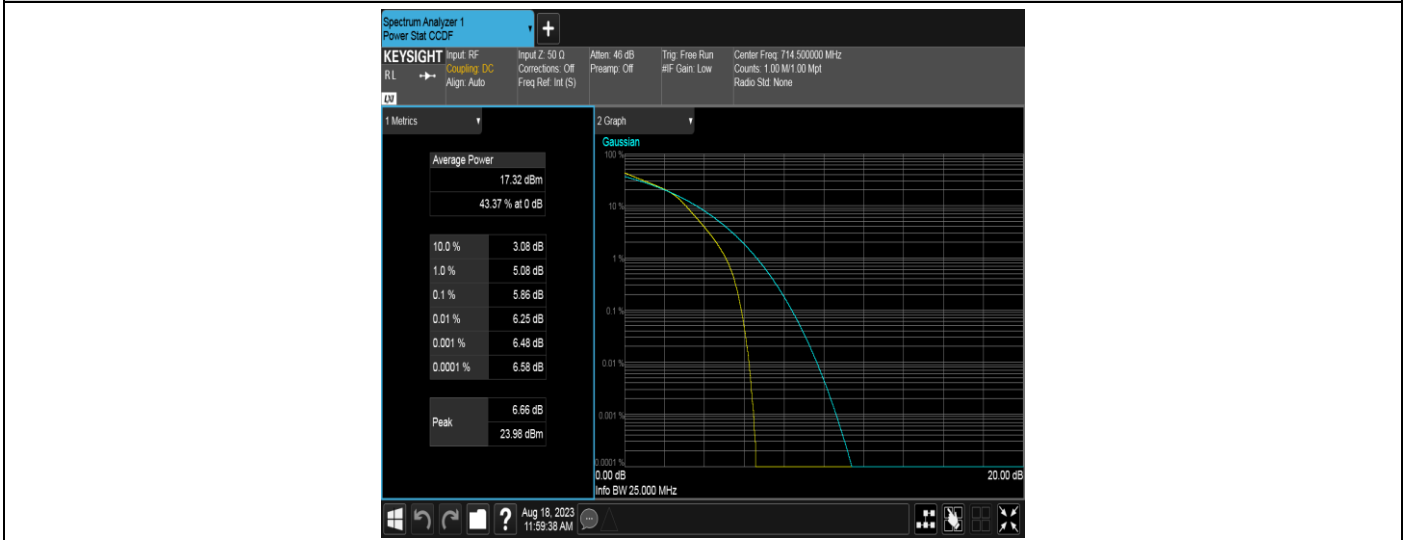 Spectrum Analyzer 1
Power Stat CCDF
KEYSIGHT
RL
LXI
Input: RF
Coupling: DC
Align: Auto
Input Z: 50 Ω
Corrections: Off
Freq Ref: Int (S)
Atten: 46 dB
Preamp: Off
Trig: Free Run
#IF Gain: Low
Center Freq: 714.500000 MHz
Counts: 1.00 M/1.00 Mpt
Radio Std: None
1 Metrics
Average Power
17.32 dBm
43.37 % at 0 dB
10.0 % 3.08 dB
1.0 % 5.08 dB
0.1 % 5.86 dB
0.01 % 6.25 dB
0.001 % 6.48 dB
0.0001 % 6.58 dB
Peak
6.66 dB
23.98 dBm
2 Graph
Gaussian
100 %
10 %
1 %
0.1 %
0.01 %
0.001 %
0.0001 %
0.00 dB 20.00 dB
Info BW 25.000 MHz
?
Aug 18, 2023
11:59:38 AM